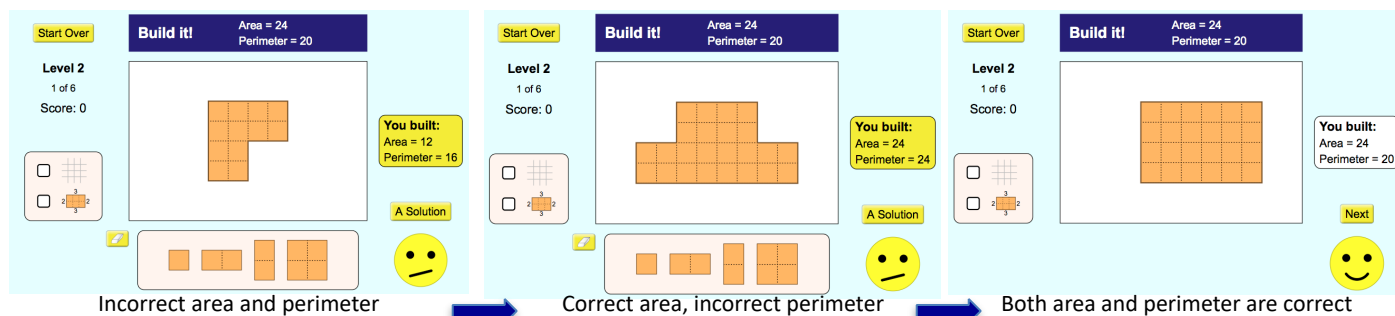 Start Over
Build it!
Area = 24
Perimeter = 20
Level 2
1 of 6
Score: 0
You built:
Area = 12
Perimeter = 16
3
2 2
3
A Solution
Incorrect area and perimeter
Start Over
Build it!
Area = 24
Perimeter = 20
Level 2
1 of 6
Score: 0
You built:
Area = 24
Perimeter = 24
3
2 2
3
A Solution
Correct area, incorrect perimeter
Start Over
Build it!
Area = 24
Perimeter = 20
Level 2
1 of 6
Score: 0
You built:
Area = 24
Perimeter = 20
3
2 2
3
Next
Both area and perimeter are correct